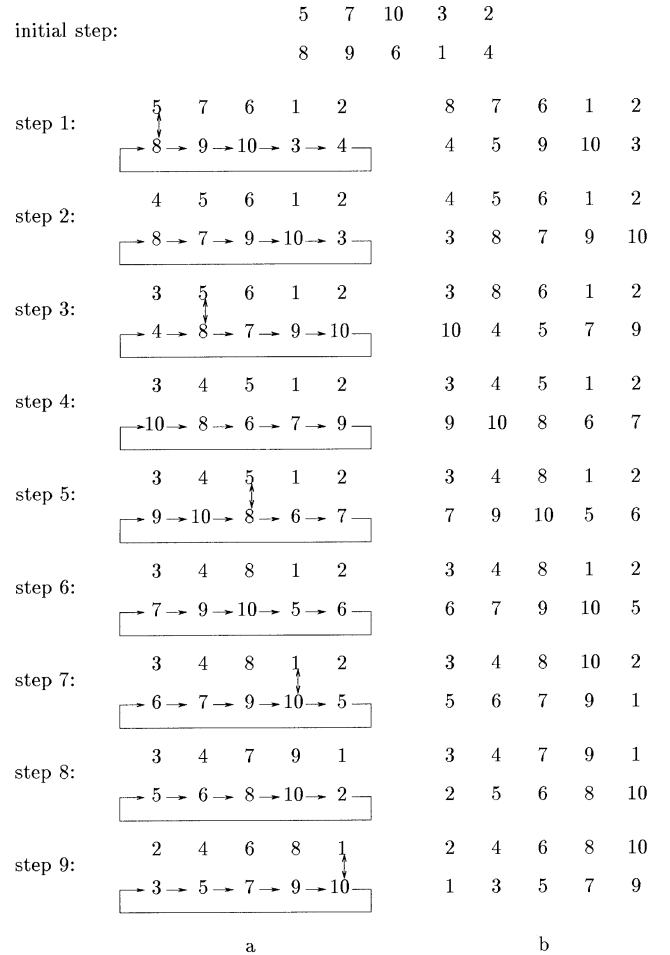 5 7 10 3 2
initial step:
8 9 6 1 4
5 7 6 1 2 8 7 6 1 2
step 1:
8 9 10 3 4 4 5 9 10 3
4 5 6 1 2 4 5 6 1 2
step 2:
8 7 9 10 3 3 8 7 9 10
3 5 6 1 2 3 8 6 1 2
step 3:
4 8 7 9 10 10 4 5 7 9
3 4 5 1 2 3 4 5 1 2
step 4:
10 8 6 7 9 9 10 8 6 7
3 4 5 1 2 3 4 8 1 2
step 5:
9 10 8 6 7 7 9 10 5 6
3 4 8 1 2 3 4 8 1 2
step 6:
7 9 10 5 6 6 7 9 10 5
3 4 8 1 2 3 4 8 10 2
step 7:
6 7 9 10 5 5 6 7 9 1
3 4 7 9 1 3 4 7 9 1
step 8:
5 6 8 10 2 2 5 6 8 10
2 4 6 8 1 2 4 6 8 10
step 9:
3 5 7 9 10 1 3 5 7 9
a b